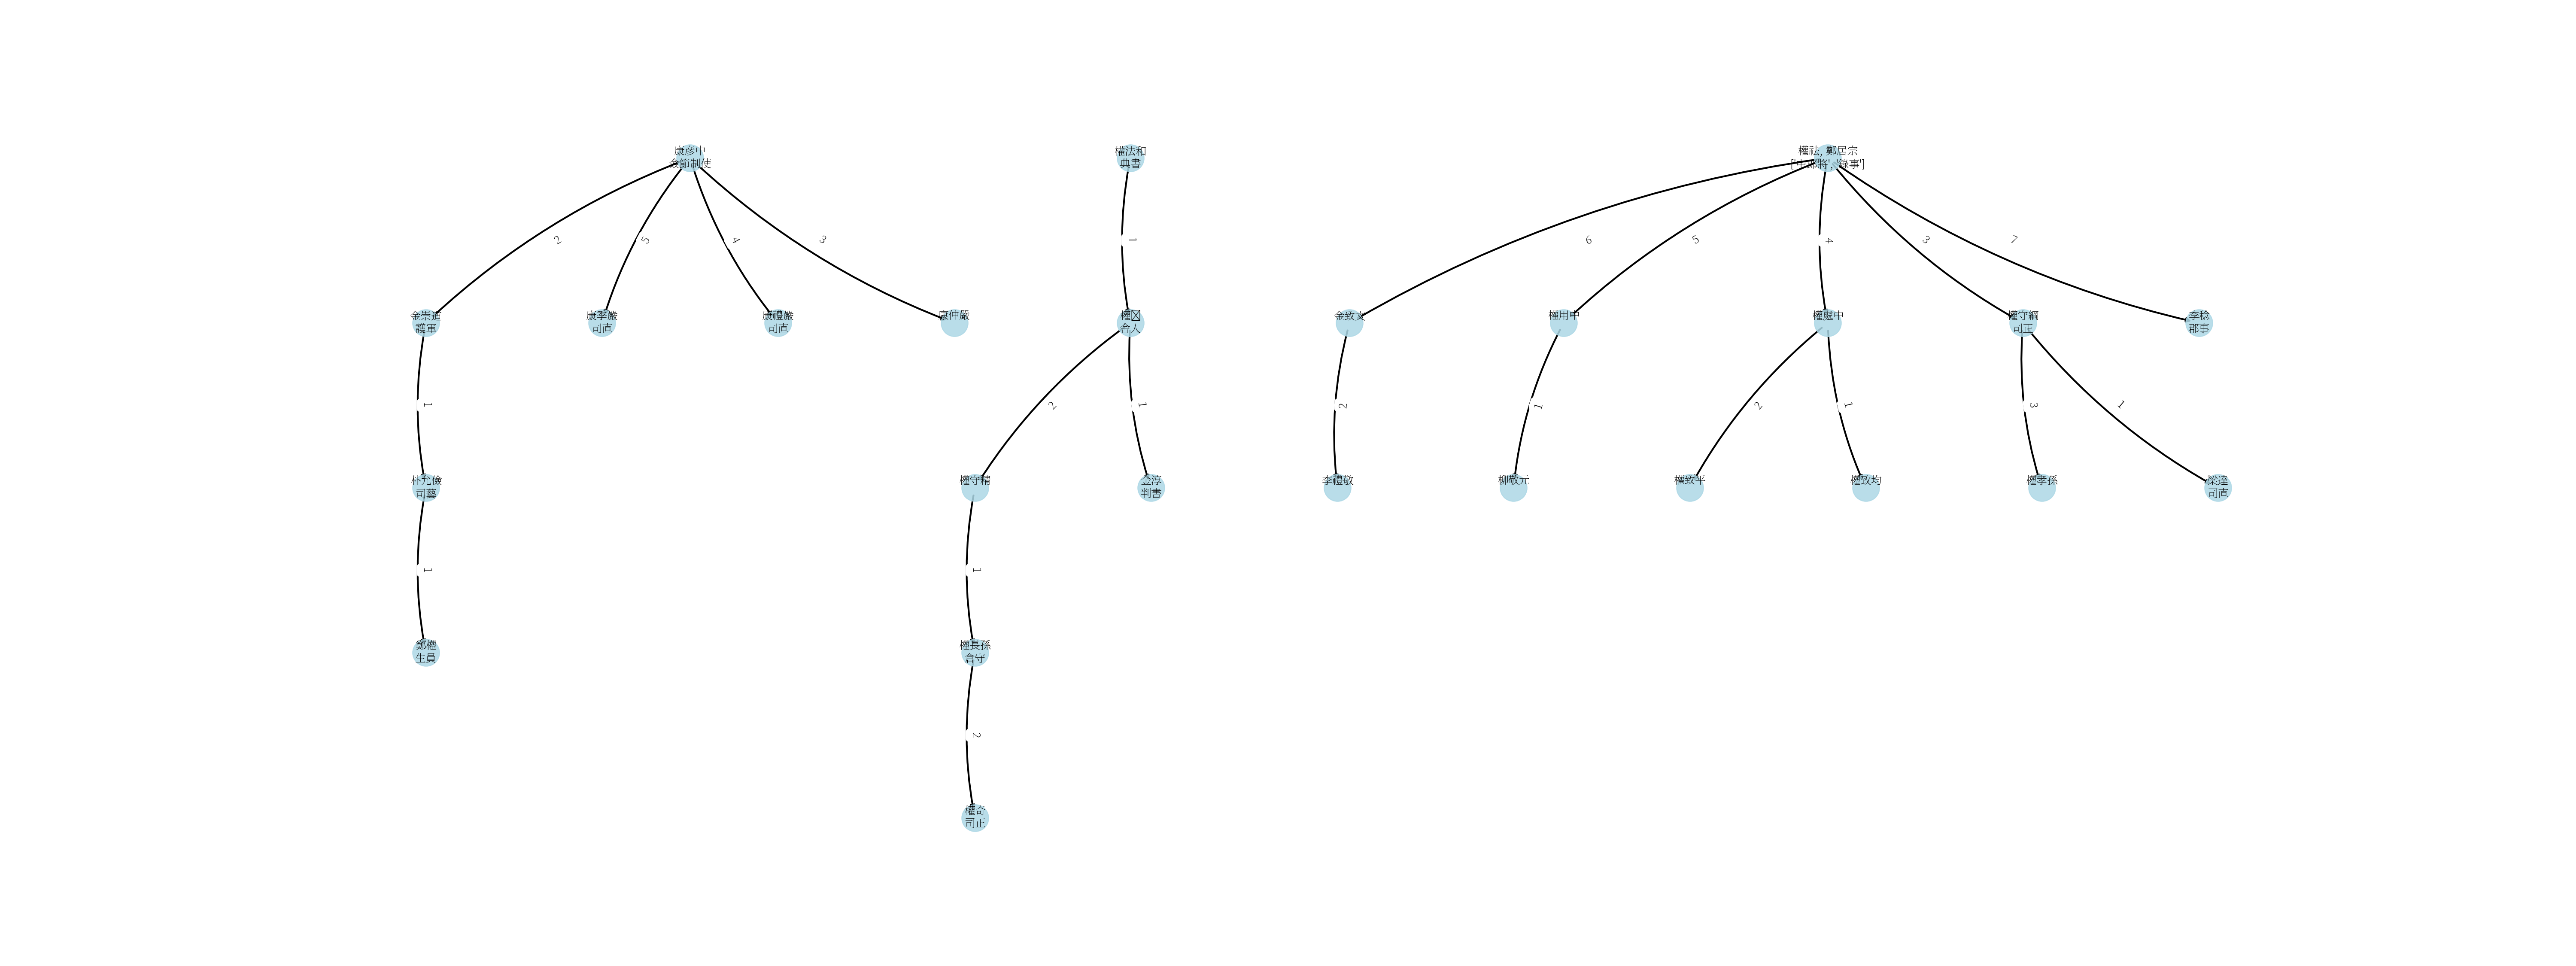 康彦中
僉節制使
權法和
典書
權祛, 鄭居宗
['中郞將', '錄事']
2
5
4
3
1
6
5
4
3
7
金崇道
護軍
康季嚴
司直
康禮嚴
司直
康仲嚴
權
舍人
金致文
權用中
權處中
權守綱
司正
李稔
郡事
1
2
1
2
1
2
1
3
1
朴允儉
司藝
權守精
金淳
判書
李禮敬
柳敬元
權致平
權致均
權孝孫
梁達
司直
1
1
鄭權
生員
權長孫
倉守
2
權奇
司正